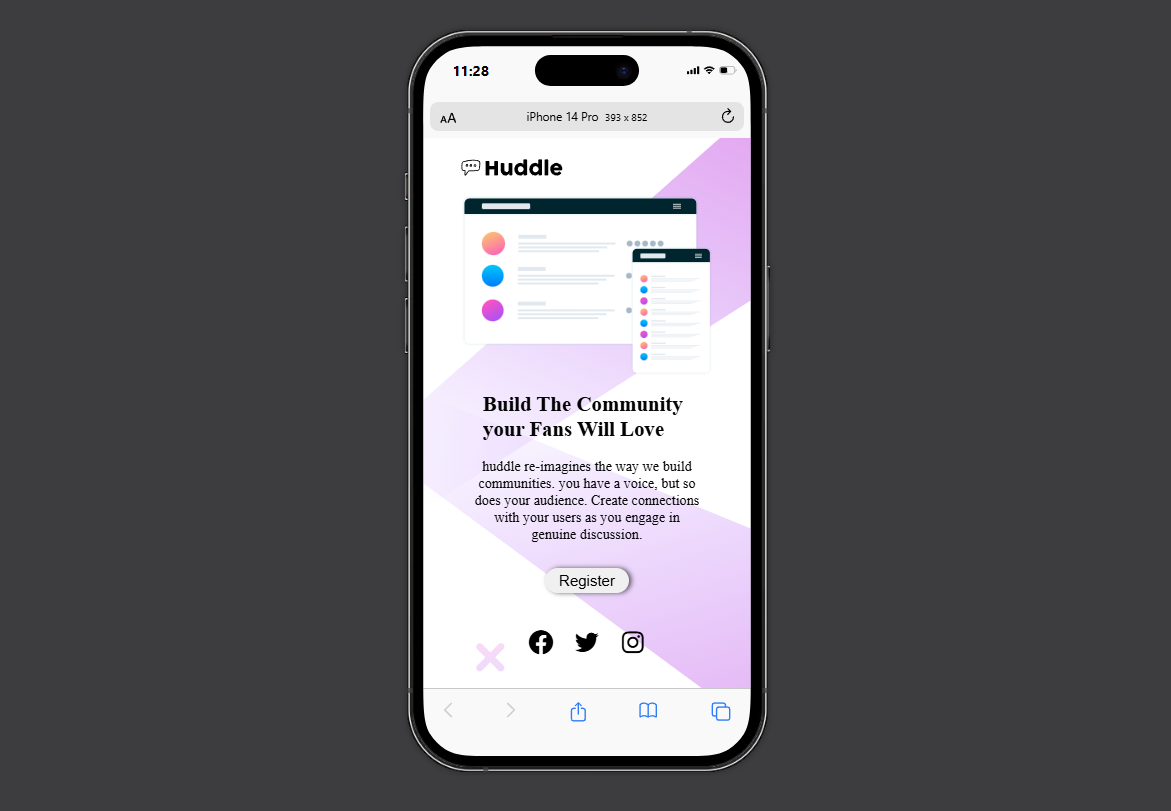 11:28
AA
iPhone 14 Pro 393 x 852
Huddle
Build The Community
your Fans Will Love
huddle re-imagines the way we build
communities. you have a voice, but so
does your audience. Create connections
with your users as you engage in
genuine discussion.
Register